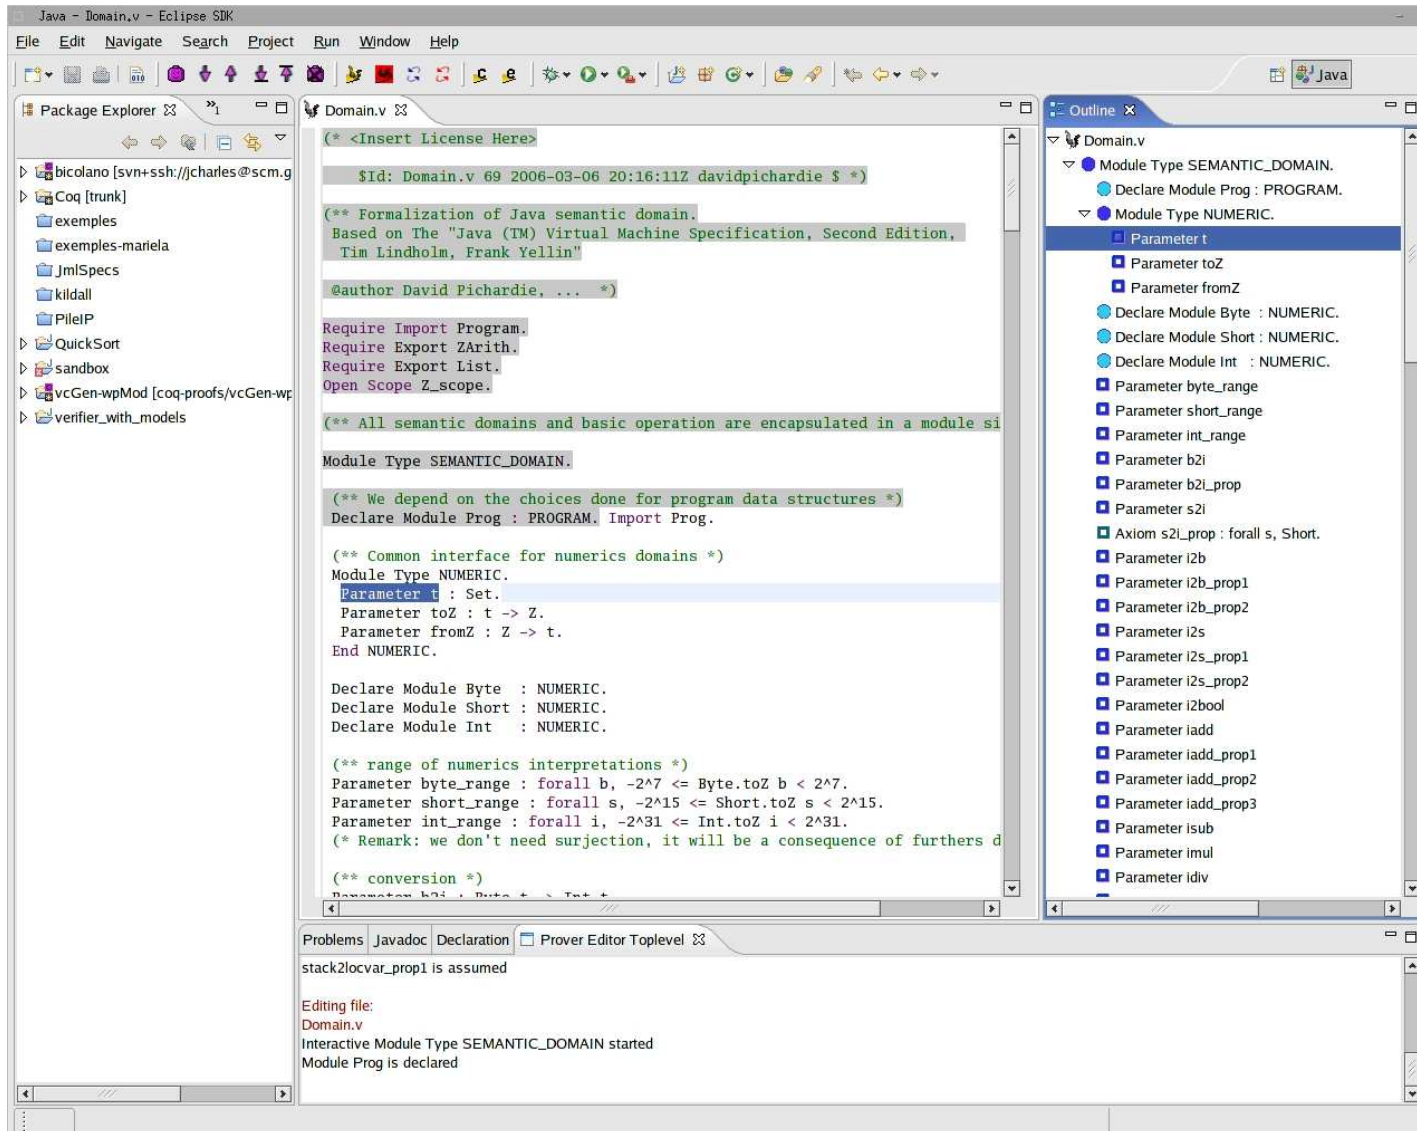 Java - Domain.v - Eclipse SDK
File Edit Navigate Search Project Run Window Help
Java
Package Explorer
»1
bicolano [svn+ssh://jcharles@scm.g
Coq [trunk]
exemples
exemples-mariela
JmlSpecs
kildall
PileIP
QuickSort
sandbox
vcGen-wpMod [coq-proofs/vcGen-wp
verifier_with_models
Domain.v
(* <Insert License Here>
$Id: Domain.v 69 2006-03-06 20:16:11Z davidpichardie $ *)
(** Formalization of Java semantic domain.
Based on The "Java (TM) Virtual Machine Specification, Second Edition,
Tim Lindholm, Frank Yellin"
@author David Pichardie, ... *)
Require Import Program.
Require Export ZArith.
Require Export List.
Open Scope Z_scope.
(** All semantic domains and basic operation are encapsulated in a module si
Module Type SEMANTIC_DOMAIN.
(** We depend on the choices done for program data structures *)
Declare Module Prog : PROGRAM. Import Prog.
(** Common interface for numerics domains *)
Module Type NUMERIC.
Parameter t : Set.
Parameter toZ : t -> Z.
Parameter fromZ : Z -> t.
End NUMERIC.
Declare Module Byte : NUMERIC.
Declare Module Short : NUMERIC.
Declare Module Int : NUMERIC.
(** range of numerics interpretations *)
Parameter byte_range : forall b, -2^7 <= Byte.toZ b < 2^7.
Parameter short_range : forall s, -2^15 <= Short.toZ s < 2^15.
Parameter int_range : forall i, -2^31 <= Int.toZ i < 2^31.
(* Remark: we don't need surjection, it will be a consequence of furthers d
(** conversion *)
Parameter b2i : Byte.t -> Int.t
Outline
Domain.v
Module Type SEMANTIC_DOMAIN.
Declare Module Prog : PROGRAM.
Module Type NUMERIC.
Parameter t
Parameter toZ
Parameter fromZ
Declare Module Byte : NUMERIC.
Declare Module Short : NUMERIC.
Declare Module Int : NUMERIC.
Parameter byte_range
Parameter short_range
Parameter int_range
Parameter b2i
Parameter b2i_prop
Parameter s2i
Axiom s2i_prop : forall s, Short.
Parameter i2b
Parameter i2b_prop1
Parameter i2b_prop2
Parameter i2s
Parameter i2s_prop1
Parameter i2s_prop2
Parameter i2bool
Parameter iadd
Parameter iadd_prop1
Parameter iadd_prop2
Parameter iadd_prop3
Parameter isub
Parameter imul
Parameter idiv
Problems Javadoc Declaration Prover Editor Toplevel
stack2locvar_prop1 is assumed
Editing file:
Domain.v
Interactive Module Type SEMANTIC_DOMAIN started
Module Prog is declared